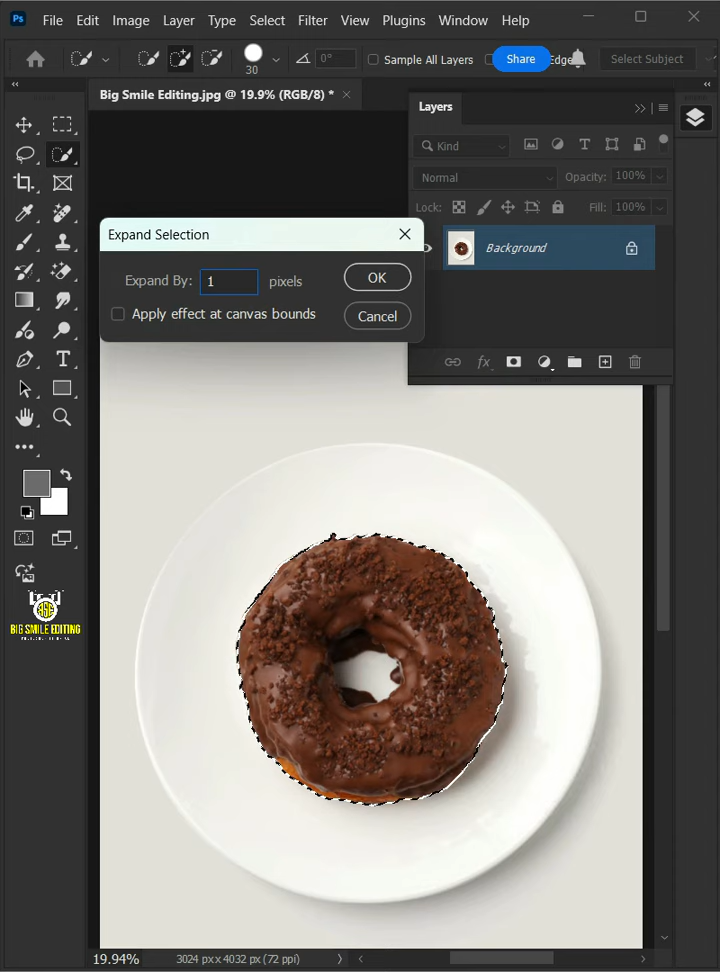 Ps File Edit Image Layer Type Select Filter View Plugins Window Help
30
0°
Sample All Layers
Share
Edge
Select Subject
Big Smile Editing.jpg @ 19.9% (RGB/8) *
Layers
Kind
Normal
Opacity: 100%
Lock:
Fill: 100%
Background
fx
Expand Selection
Expand By: 1 pixels
OK
Apply effect at canvas bounds
Cancel
BIG SMILE EDITING
19.94%
3024 px x 4032 px (72 ppi)